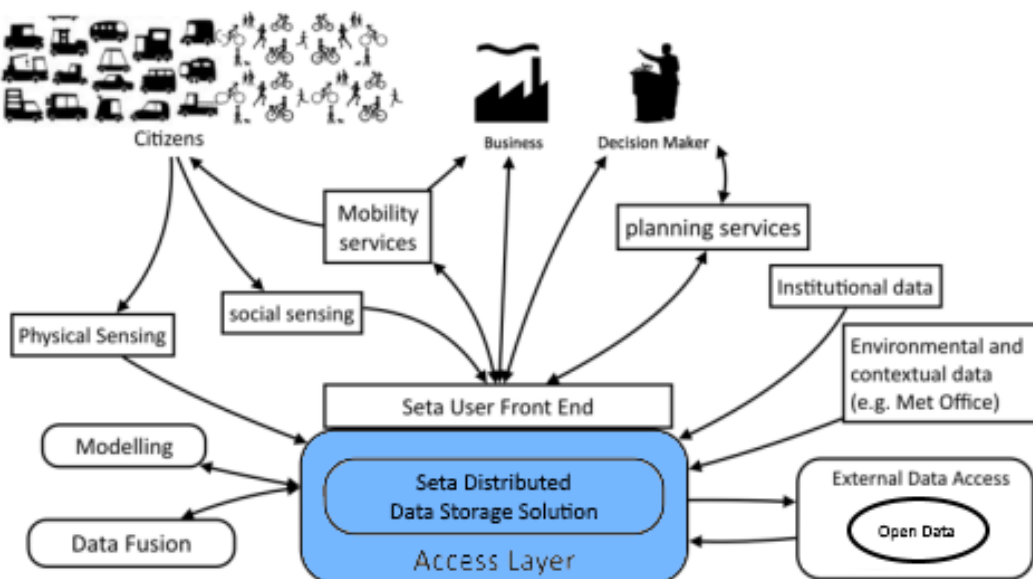 Citizens
Business
Decision Maker
Mobility
services
planning services
Institutional data
social sensing
Physical Sensing
Environmental and
contextual data
(e.g. Met Office)
Seta User Front End
Modelling
Seta Distributed
Data Storage Solution
External Data Access
Open Data
Data Fusion
Access Layer